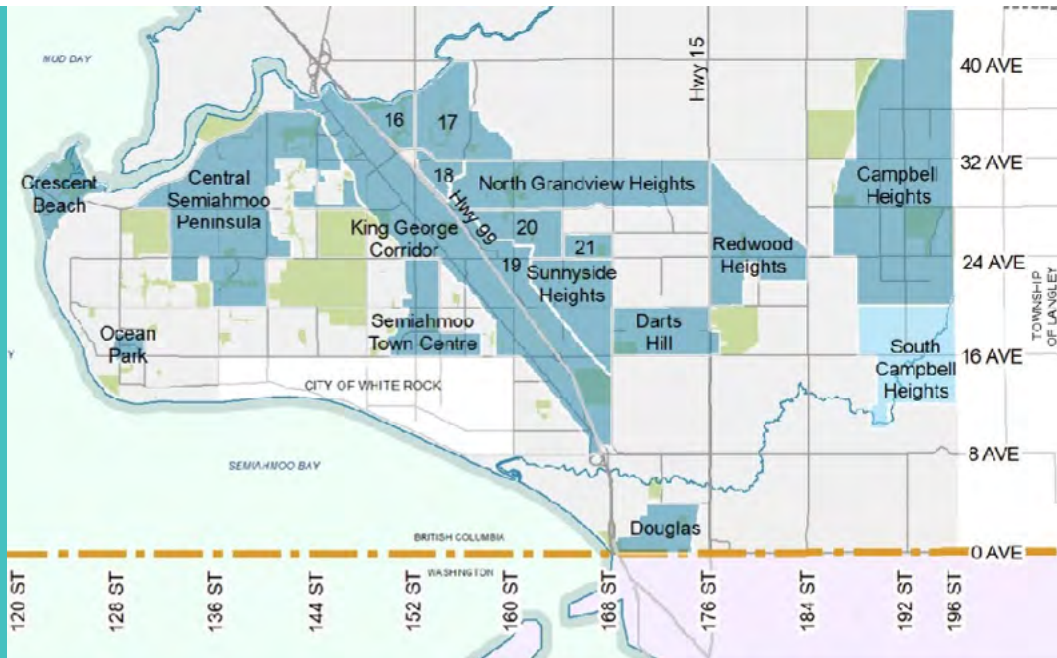 MUD BAY
Hwy 15
40 AVE
16
17
32 AVE
Crescent
Beach
Central
Semiahmoo
Peninsula
18
Hwy 99
North Grandview Heights
Campbell
Heights
King George
Corridor
20
21
19
Redwood
Heights
24 AVE
Sunnyside
Heights
TOWNSHIP
OF LANGLEY
Ocean
Park
Semiahmoo
Town Centre
Darts
Hill
16 AVE
South
Campbell
Heights
Y
CITY OF WHITE ROCK
8 AVE
SEMIAHMOO BAY
Douglas
BRITISH COLUMBIA
0 AVE
WASHINGTON
120 ST
128 ST
136 ST
144 ST
152 ST
160 ST
168 ST
176 ST
184 ST
192 ST
196 ST